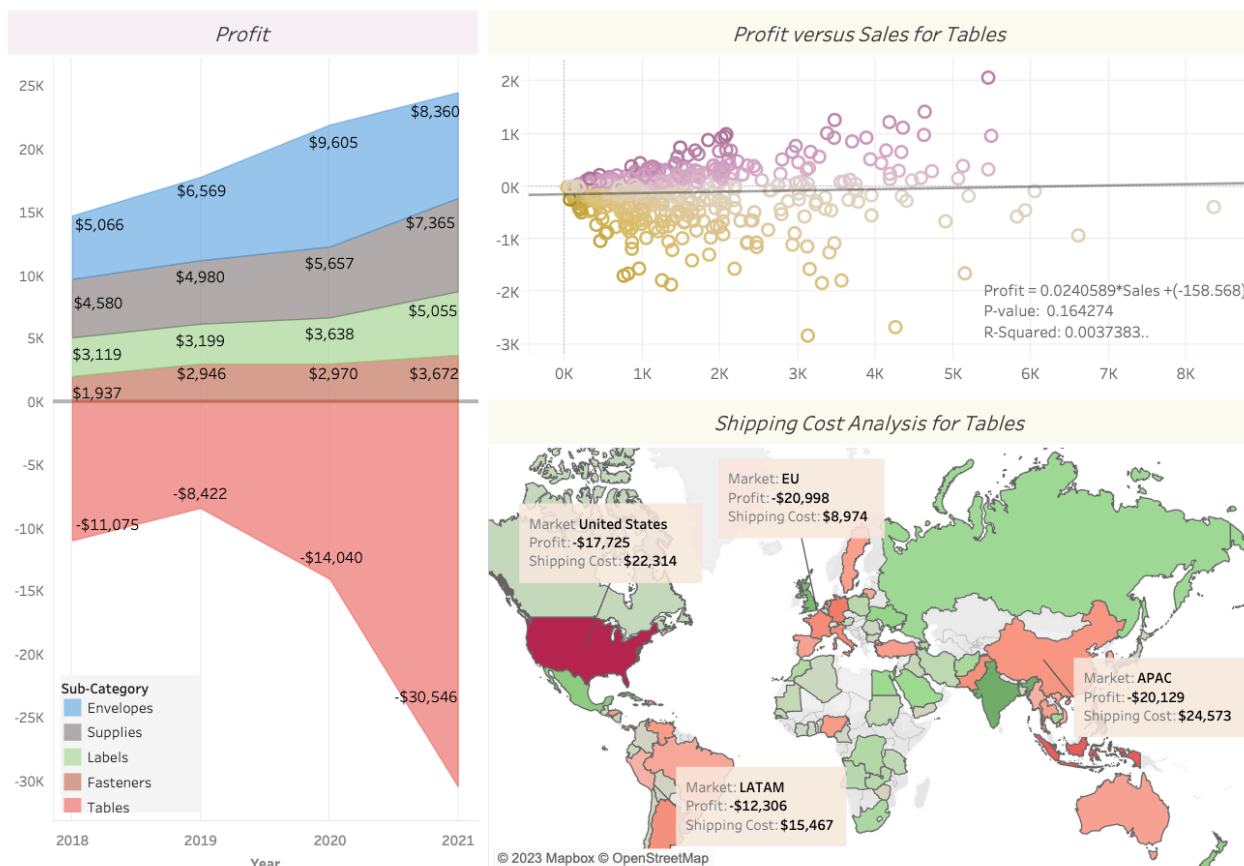 Profit
25K
20K
15K
10K
5K
0K
-5K
-10K
-15K
-20K
-25K
-30K
$5,066
$6,569
$9,605
$8,360
$4,580
$4,980
$5,657
$7,365
$3,119
$3,199
$3,638
$5,055
$1,937
$2,946
$2,970
$3,672
-$11,075
-$8,422
-$14,040
-$30,546
Sub-Category
Envelopes
Supplies
Labels
Fasteners
Tables
2018
2019
2020
2021
Year
Profit versus Sales for Tables
2K
1K
0K
-1K
-2K
-3K
Profit = 0.0240589*Sales +(-158.568)
P-value: 0.164274
R-Squared: 0.0037383..
0K
1K
2K
3K
4K
5K
6K
7K
8K
Shipping Cost Analysis for Tables
Market: EU
Profit: -$20,998
Shipping Cost: $8,974
Market United States
Profit: -$17,725
Shipping Cost: $22,314
Market: APAC
Profit: -$20,129
Shipping Cost: $24,573
Market: LATAM
Profit: -$12,306
Shipping Cost: $15,467
© 2023 Mapbox © OpenStreetMap